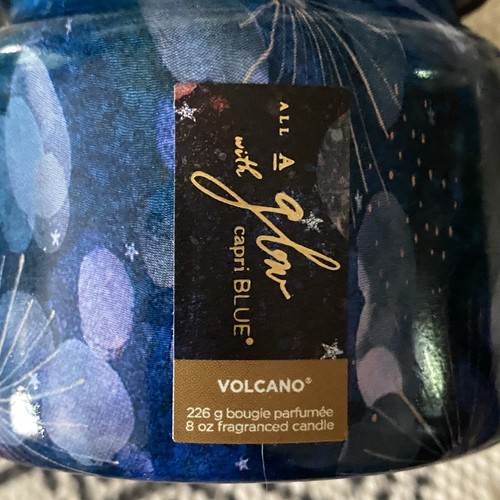 ALL A
glow
with
capri BLUE®
VOLCANO®
226 g bougie parfumée
8 oz fragranced candle